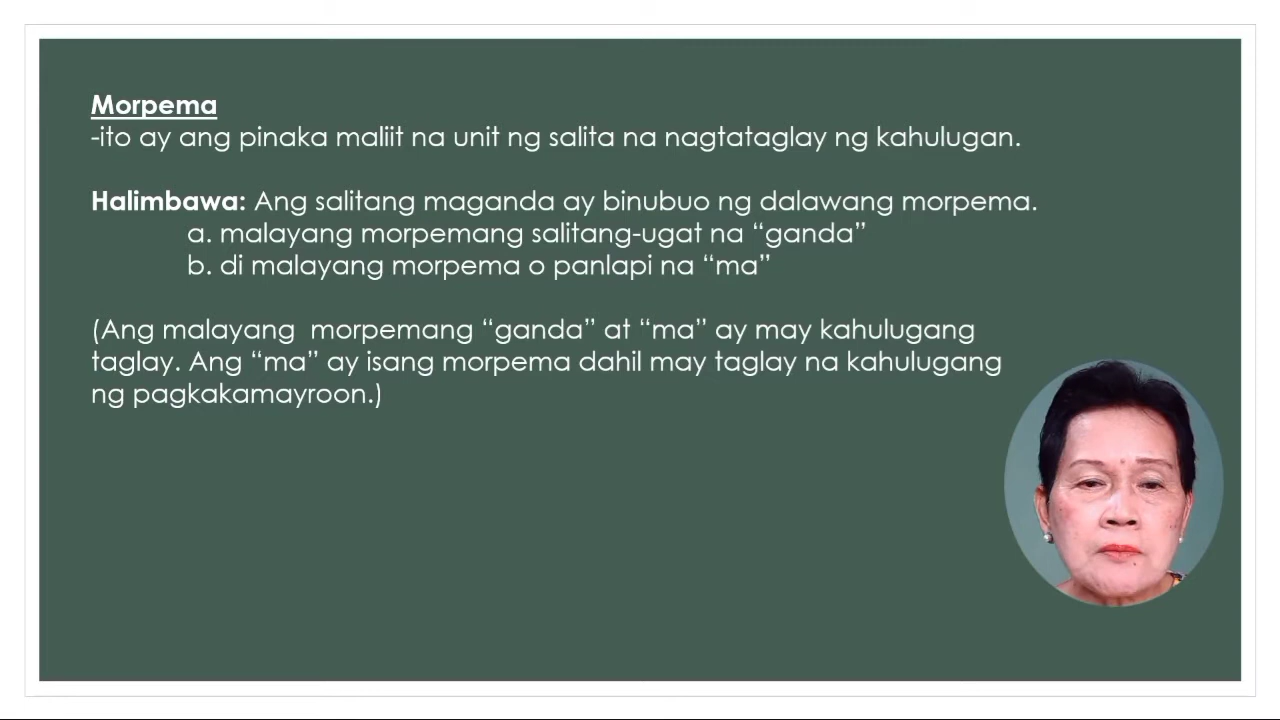 Morpema
-ito ay ang pinaka maliit na unit ng salita na nagtataglay ng kahulugan.
Halimbawa: Ang salitang maganda ay binubuo ng dalawang morpema.
a. malayang morpemang salitang-ugat na “ganda”
b. di malayang morpema o panlapi na “ma”
(Ang malayang  morpemang “ganda” at “ma” ay may kahulugang
taglay. Ang “ma” ay isang morpema dahil may taglay na kahulugang
ng pagkakamayroon.)